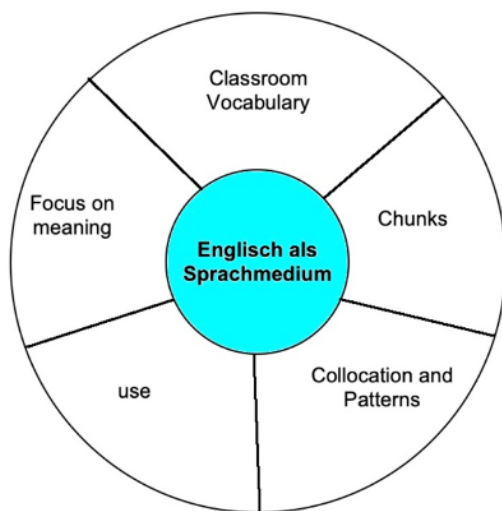 Classroom
Vocabulary
Focus on
meaning
Chunks
Englisch als
Sprachmedium
use
Collocation and
Patterns